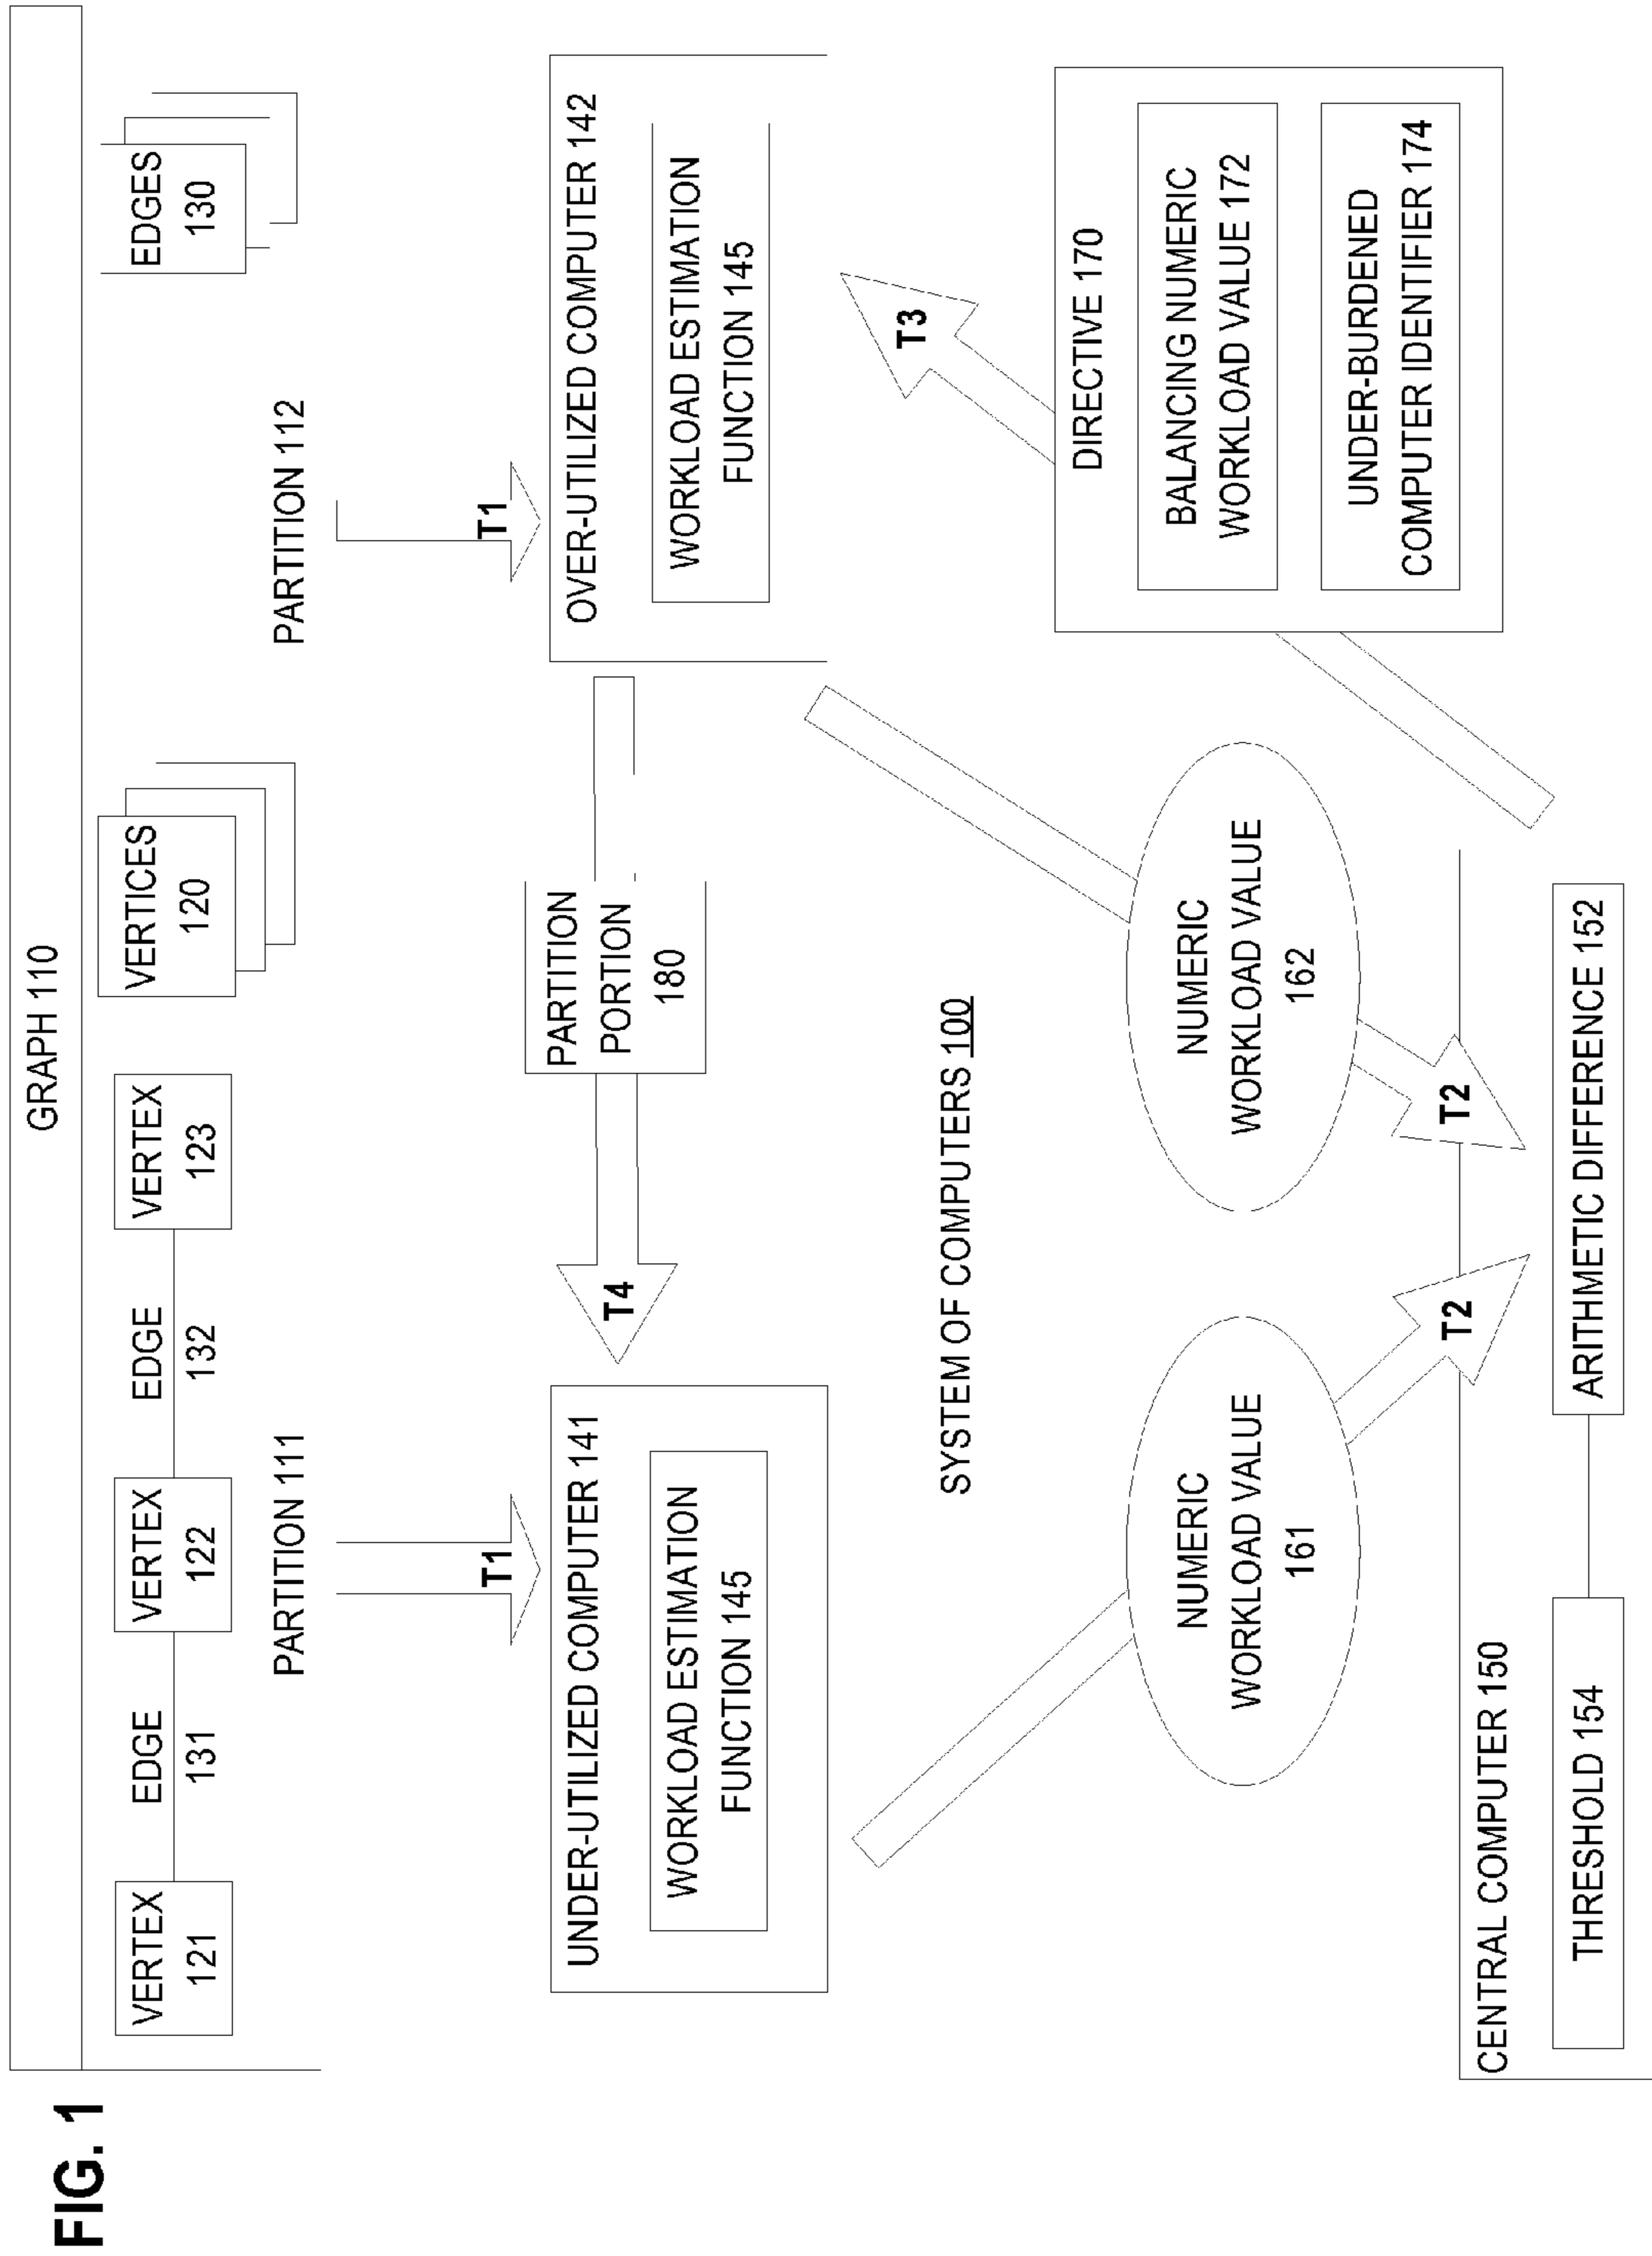 FIG. 1
GRAPH 110
VERTEX
121
EDGE
131
VERTEX
122
EDGE
132
VERTEX
123
VERTICES
120
EDGES
130
PARTITION 111
PARTITION 112
T1
T1
UNDER-UTILIZED COMPUTER 141
WORKLOAD ESTIMATION
FUNCTION 145
T4
PARTITION
PORTION
180
OVER-UTILIZED COMPUTER 142
WORKLOAD ESTIMATION
FUNCTION 145
SYSTEM OF COMPUTERS 100
T3
NUMERIC
WORKLOAD VALUE
161
NUMERIC
WORKLOAD VALUE
162
DIRECTIVE 170
BALANCING NUMERIC
WORKLOAD VALUE 172
UNDER-BURDENED
COMPUTER IDENTIFIER 174
T2
T2
CENTRAL COMPUTER 150
THRESHOLD 154
ARITHMETIC DIFFERENCE 152